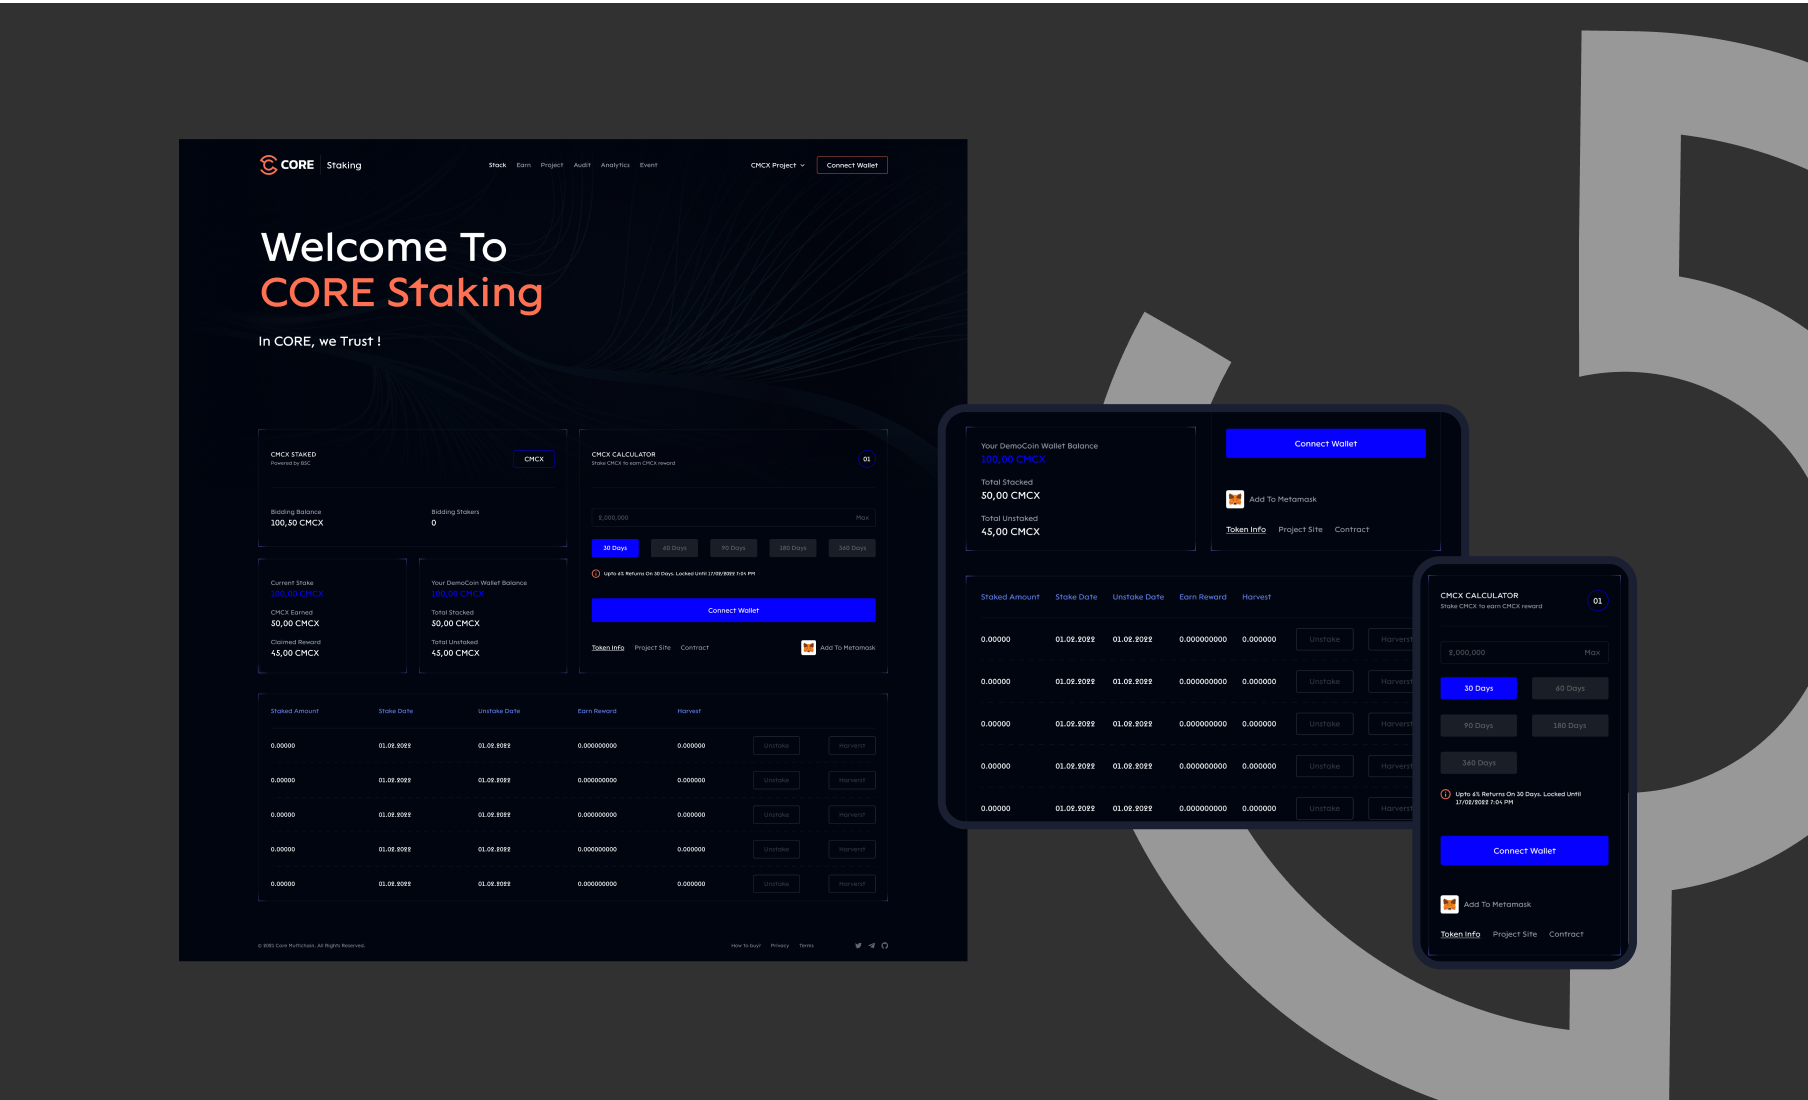 CORE Staking
Stack Earn Project Audit Analytics Event
CMCX Project
Connect Wallet
Welcome To
CORE Staking
In CORE, we Trust !
CMCX STAKED
Powered by BSC
CMCX
Bidding Balance
100,50 CMCX
Bidding Stakers
0
CMCX CALCULATOR
Stake CMCX to earn CMCX reward
01
2,000,000 Max
30 Days 60 Days 90 Days 180 Days 360 Days
Upto 6% Returns On 30 Days. Locked Until 17/02/2022 7:04 PM
Connect Wallet
Token Info Project Site Contract
Add To Metamask
Current Stake
100,00 CMCX
CMCX Earned
50,00 CMCX
Claimed Reward
45,00 CMCX
Your DemoCoin Wallet Balance
100,00 CMCX
Total Stacked
50,00 CMCX
Total Unstaked
45,00 CMCX
Staked Amount Stake Date Unstake Date Earn Reward Harvest
0.00000 01.02.2022 01.02.2022 0.000000000 0.000000 Unstake Harverst
0.00000 01.02.2022 01.02.2022 0.000000000 0.000000 Unstake Harverst
0.00000 01.02.2022 01.02.2022 0.000000000 0.000000 Unstake Harverst
0.00000 01.02.2022 01.02.2022 0.000000000 0.000000 Unstake Harverst
0.00000 01.02.2022 01.02.2022 0.000000000 0.000000 Unstake Harverst
© 2021 Core Multichain. All Rights Reserved.
How to buy? Privacy Terms
Your DemoCoin Wallet Balance
100,00 CMCX
Total Stacked
50,00 CMCX
Total Unstaked
45,00 CMCX
Connect Wallet
Add To Metamask
Token Info Project Site Contract
Staked Amount Stake Date Unstake Date Earn Reward Harvest
0.00000 01.02.2022 01.02.2022 0.000000000 0.000000 Unstake Harverst
0.00000 01.02.2022 01.02.2022 0.000000000 0.000000 Unstake Harverst
0.00000 01.02.2022 01.02.2022 0.000000000 0.000000 Unstake Harverst
0.00000 01.02.2022 01.02.2022 0.000000000 0.000000 Unstake Harverst
0.00000 01.02.2022 01.02.2022 0.000000000 0.000000 Unstake Harverst
CMCX CALCULATOR
Stake CMCX to earn CMCX reward
01
2,000,000 Max
30 Days 60 Days
90 Days 180 Days
360 Days
Upto 6% Returns On 30 Days. Locked Until
17/02/2022 7:04 PM
Connect Wallet
Add To Metamask
Token Info Project Site Contract